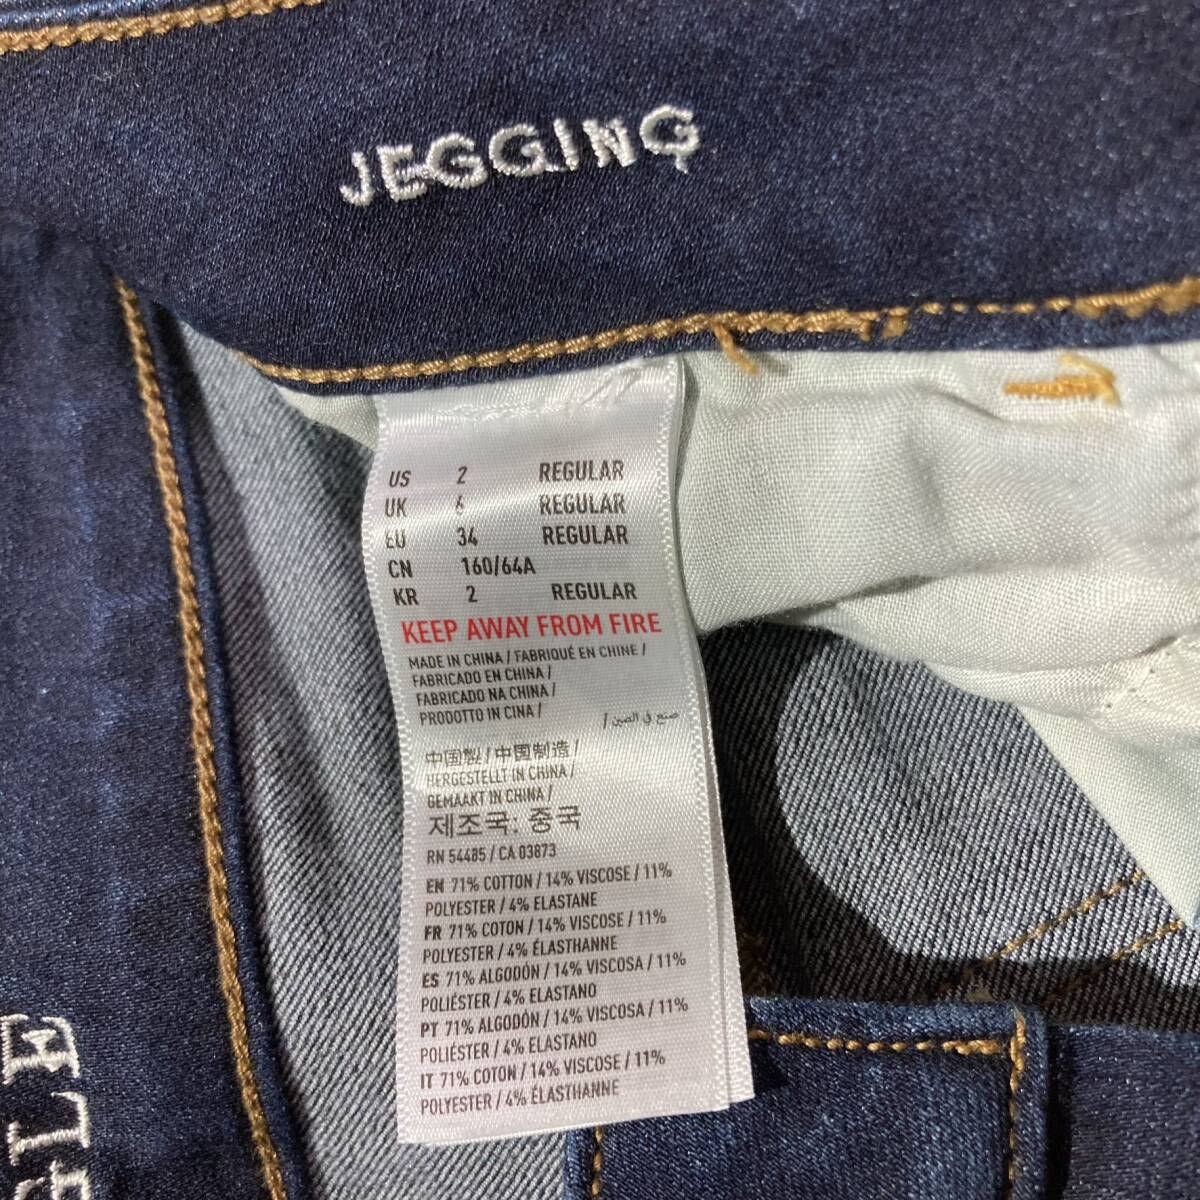 JEGGING
US 2 REGULAR
UK 6 REGULAR
EU 34 REGULAR
CN 160/64A
KR 2 REGULAR
KEEP AWAY FROM FIRE
MADE IN CHINA / FABRIQUÉ EN CHINE /
FABRICADO EN CHINA /
FABRICADO NA CHINA /
PRODOTTO IN CINA / صنع في الصين /
中国製 / 中国制造 /
HERGESTELLT IN CHINA /
GEMAAKT IN CHINA /
제조국: 중국
RN 54485 / CA 03873
EN 71% COTTON / 14% VISCOSE / 11%
POLYESTER / 4% ELASTANE
FR 71% COTON / 14% VISCOSE / 11%
POLYESTER / 4% ÉLASTHANNE
ES 71% ALGODÓN / 14% VISCOSA / 11%
POLIÉSTER / 4% ELASTANO
PT 71% ALGODÓN / 14% VISCOSA / 11%
POLIÉSTER / 4% ELASTANO
IT 71% COTON / 14% VISCOSE / 11%
POLYESTER / 4% ÉLASTHANNE
GLE